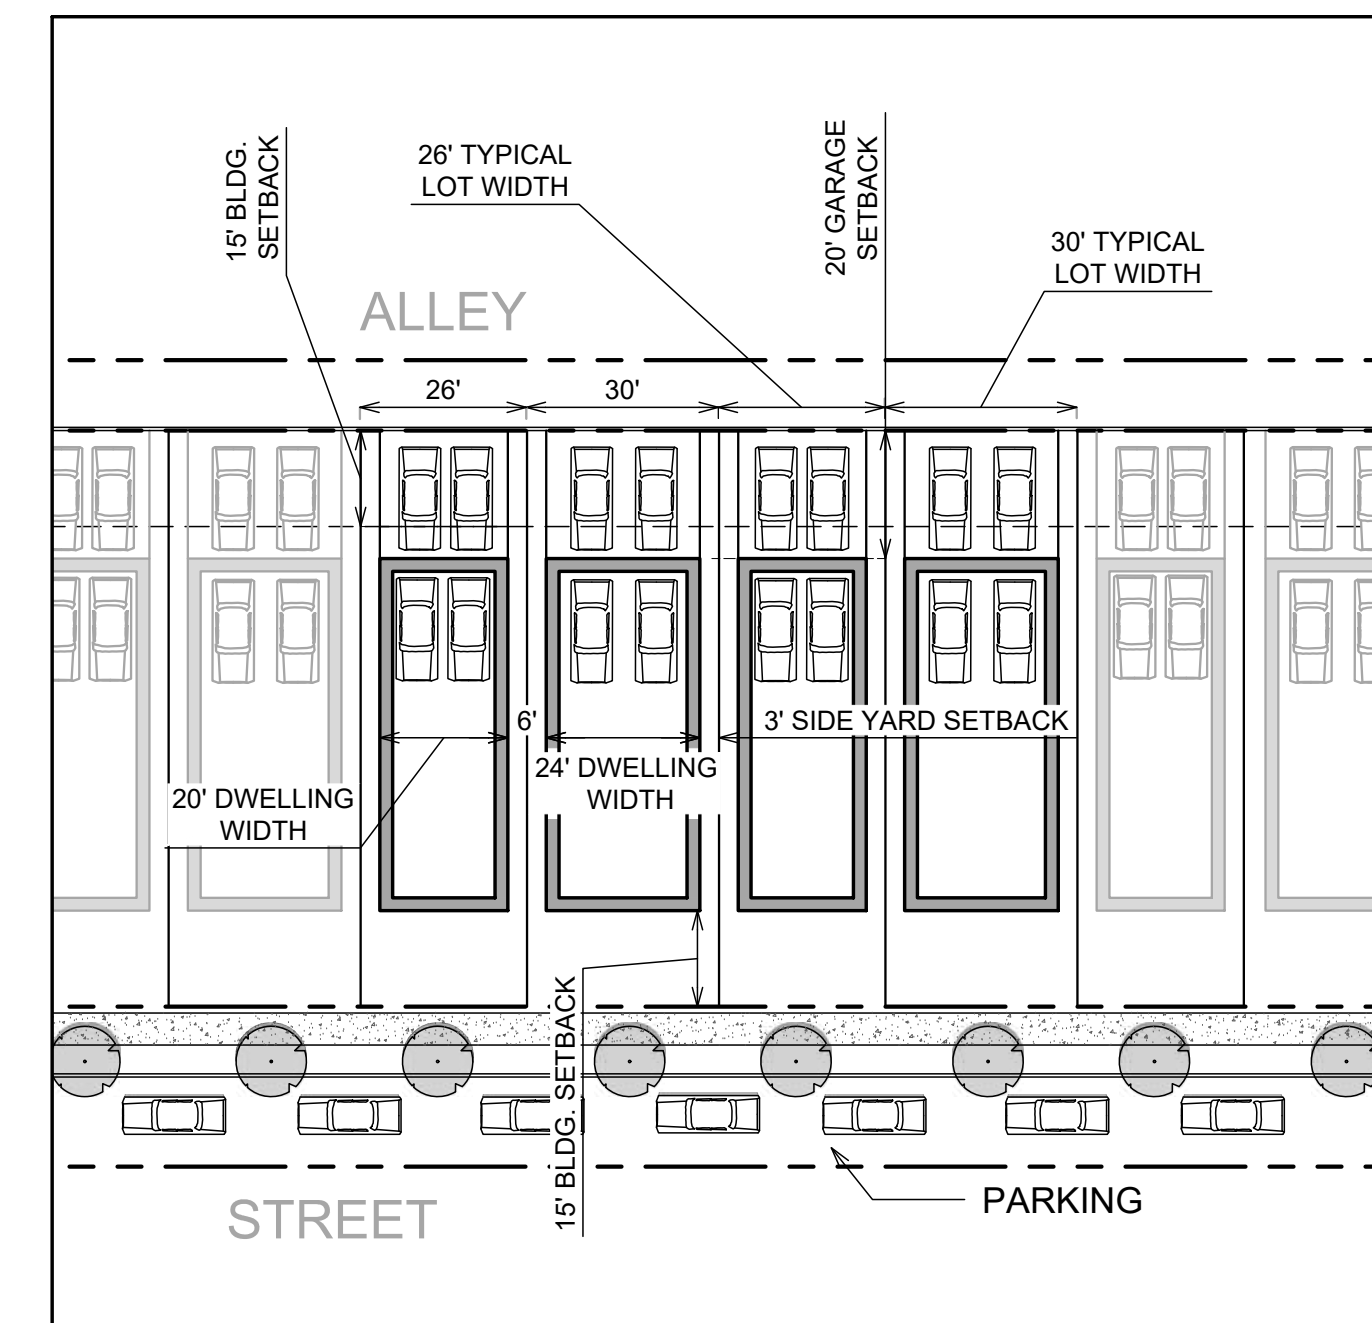 15' BLDG.
SETBACK
26' TYPICAL
LOT WIDTH
20' GARAGE
SETBACK
30' TYPICAL
LOT WIDTH
ALLEY
26'
30'
6'
3' SIDE YARD SETBACK
24' DWELLING
WIDTH
20' DWELLING
WIDTH
15' BLDG. SETBACK
PARKING
STREET